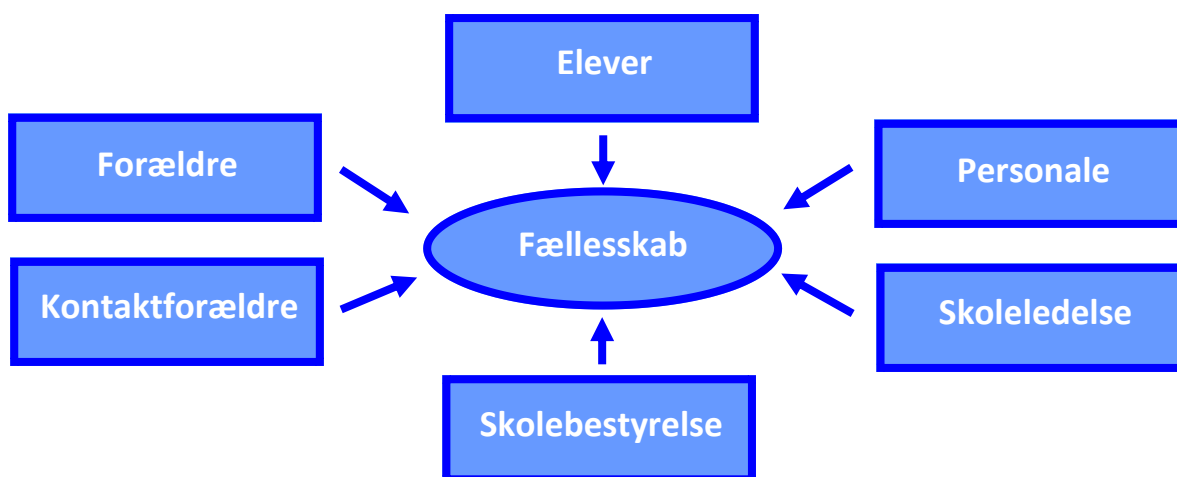 Elever
Forældre
Personale
Fællesskab
Kontaktforældre
Skoleledelse
Skolebestyrelse